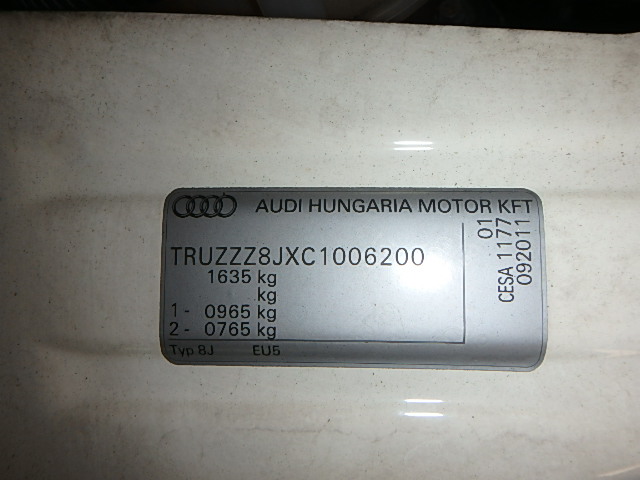 AUDI HUNGARIA MOTOR KFT
TRUZZZ8JXC1006200
1635 kg
kg
1- 0965 kg
2- 0765 kg
Typ 8J EU5
01
CESA 1177
092011